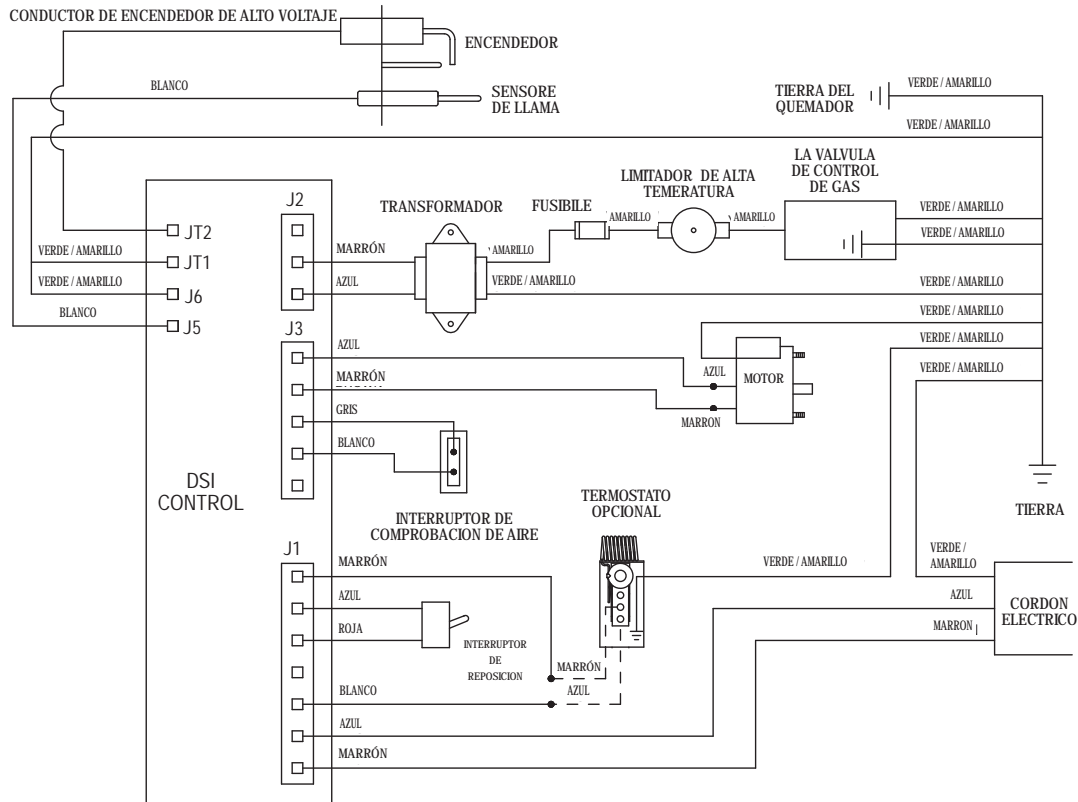 CONDUCTOR DE ENCENDEDOR DE ALTO VOLTAJE
ENCENDEDOR
BLANCO
SENSORE
DE LLAMA
TIERRA DEL
QUEMADOR
VERDE / AMARILLO
VERDE / AMARILLO
LA VALVULA
DE CONTROL
DE GAS
LIMITADOR DE ALTA
TEMERATURA
FUSIBILE
TRANSFORMADOR
AMARILLO
AMARILLO
AMARILLO
VERDE / AMARILLO
VERDE / AMARILLO
VERDE / AMARILLO
VERDE / AMARILLO
J2
MARRÓN
AZUL
JT2
VERDE / AMARILLO
JT1
VERDE / AMARILLO
J6
BLANCO
J5
J3
AZUL
MARRÓN
GRIS
BLANCO
AZUL
MOTOR
MARRON
VERDE / AMARILLO
VERDE / AMARILLO
VERDE / AMARILLO
DSI
CONTROL
INTERRUPTOR DE
COMPROBACION DE AIRE
TERMOSTATO
OPCIONAL
TIERRA
J1
MARRÓN
AZUL
ROJA
INTERRUPTOR
DE
REPOSICION
MARRÓN
AZUL
BLANCO
AZUL
MARRÓN
VERDE / AMARILLO
VERDE /
AMARILLO
AZUL
MARRON
CORDON
ELECTRICO